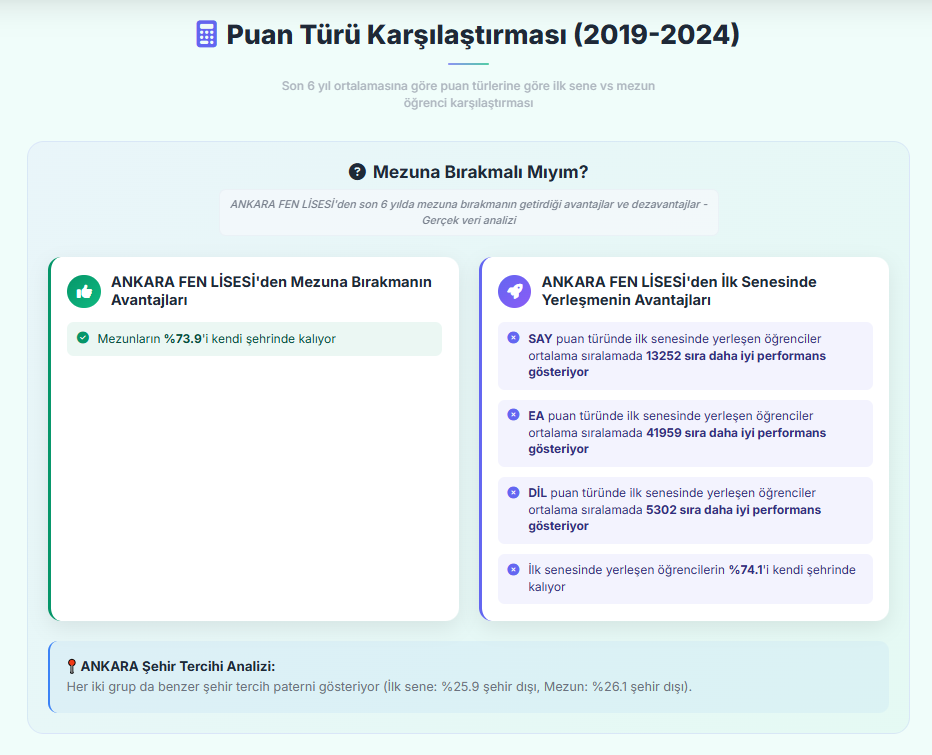 Puan Türü Karşılaştırması (2019-2024)
Son 6 yıl ortalamasına göre puan türlerine göre ilk sene vs mezun
öğrenci karşılaştırması
Mezuna Bırakmalı Mıyım?
ANKARA FEN LİSESİ'den son 6 yılda mezuna bırakmanın getirdiği avantajlar ve dezavantajlar -
Gerçek veri analizi
ANKARA FEN LİSESİ'den Mezuna Bırakmanın
Avantajları
Mezunların %73.9'i kendi şehrinde kalıyor
ANKARA FEN LİSESİ'den İlk Senesinde
Yerleşmenin Avantajları
SAY puan türünde ilk senesinde yerleşen öğrenciler
ortalama sıralamada 13252 sıra daha iyi performans
gösteriyor
EA puan türünde ilk senesinde yerleşen öğrenciler
ortalama sıralamada 41959 sıra daha iyi performans
gösteriyor
DİL puan türünde ilk senesinde yerleşen öğrenciler
ortalama sıralamada 5302 sıra daha iyi performans
gösteriyor
İlk senesinde yerleşen öğrencilerin %74.1'i kendi şehrinde
kalıyor
ANKARA Şehir Tercihi Analizi:
Her iki grup da benzer şehir tercih paterni gösteriyor (İlk sene: %25.9 şehir dışı, Mezun: %26.1 şehir dışı).